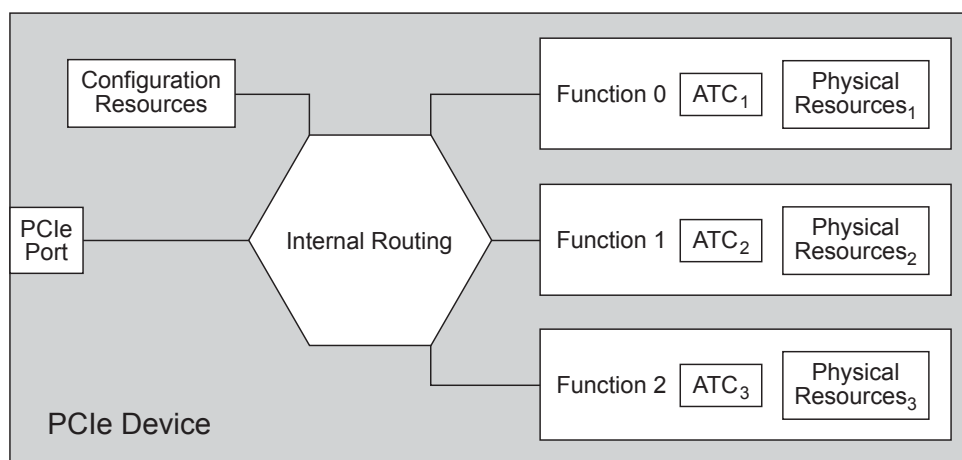 Configuration
Resources
PCIe
Port
Internal Routing
Function 0
ATC₁
Physical
Resources₁
Function 1
ATC₂
Physical
Resources₂
Function 2
ATC₃
Physical
Resources₃
PCIe Device